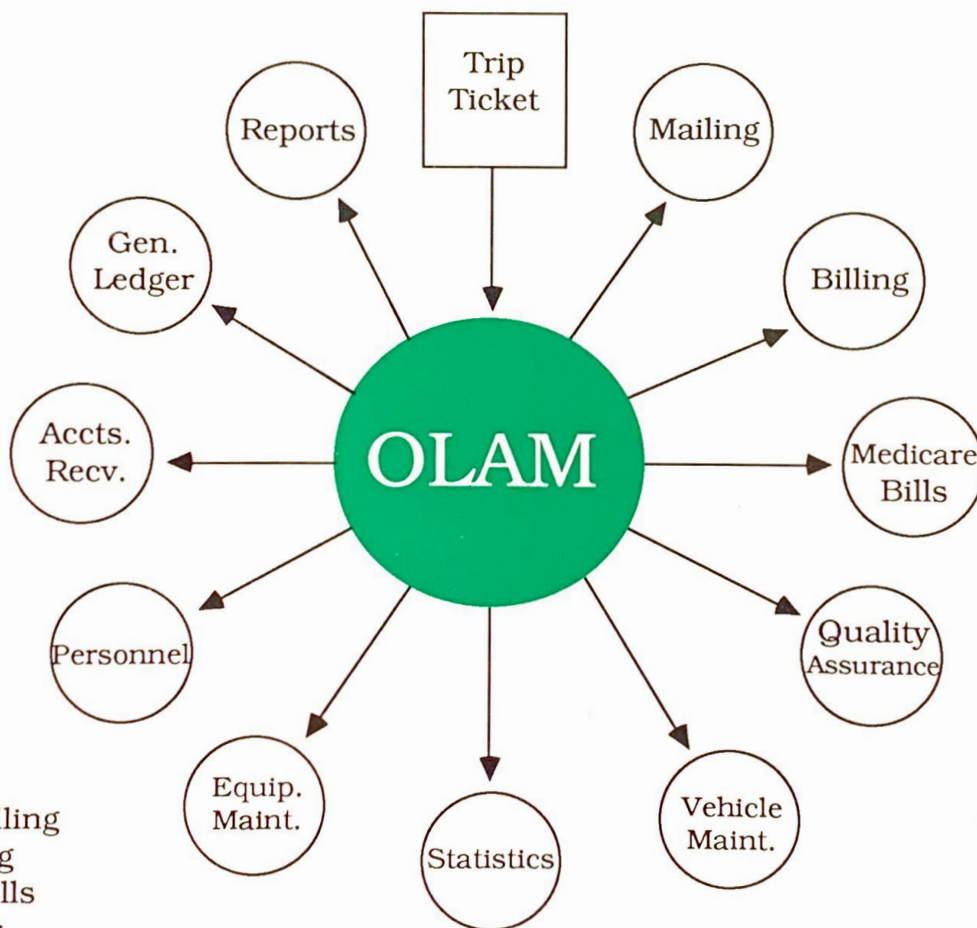 Trip
Ticket
Reports
Mailing
Gen.
Ledger
Billing
Accts.
Recv.
OLAM
Medicare
Bills
Personnel
Quality
Assurance
Equip.
Maint.
Statistics
Vehicle
Maint.